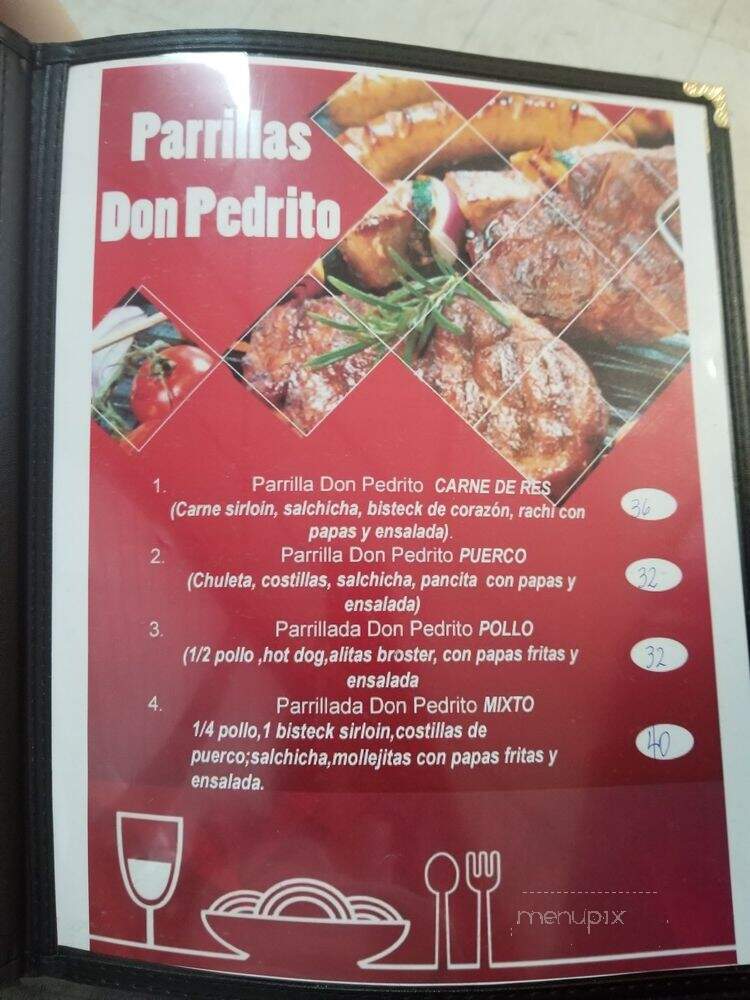 Parrillas
Don Pedrito
1. Parrilla Don Pedrito CARNE DE RES
(Carne sirloin, salchicha, bisteck de corazón, rachi con
papas y ensalada).
36
2. Parrilla Don Pedrito PUERCO
(Chuleta, costillas, salchicha, pancita con papas y
ensalada)
32
3. Parrillada Don Pedrito POLLO
(1/2 pollo ,hot dog,alitas broster, con papas fritas y
ensalada
32
4. Parrillada Don Pedrito MIXTO
1/4 pollo,1 bisteck sirloin,costillas de
puerco;salchicha,mollejitas con papas fritas y
ensalada.
40
menupix